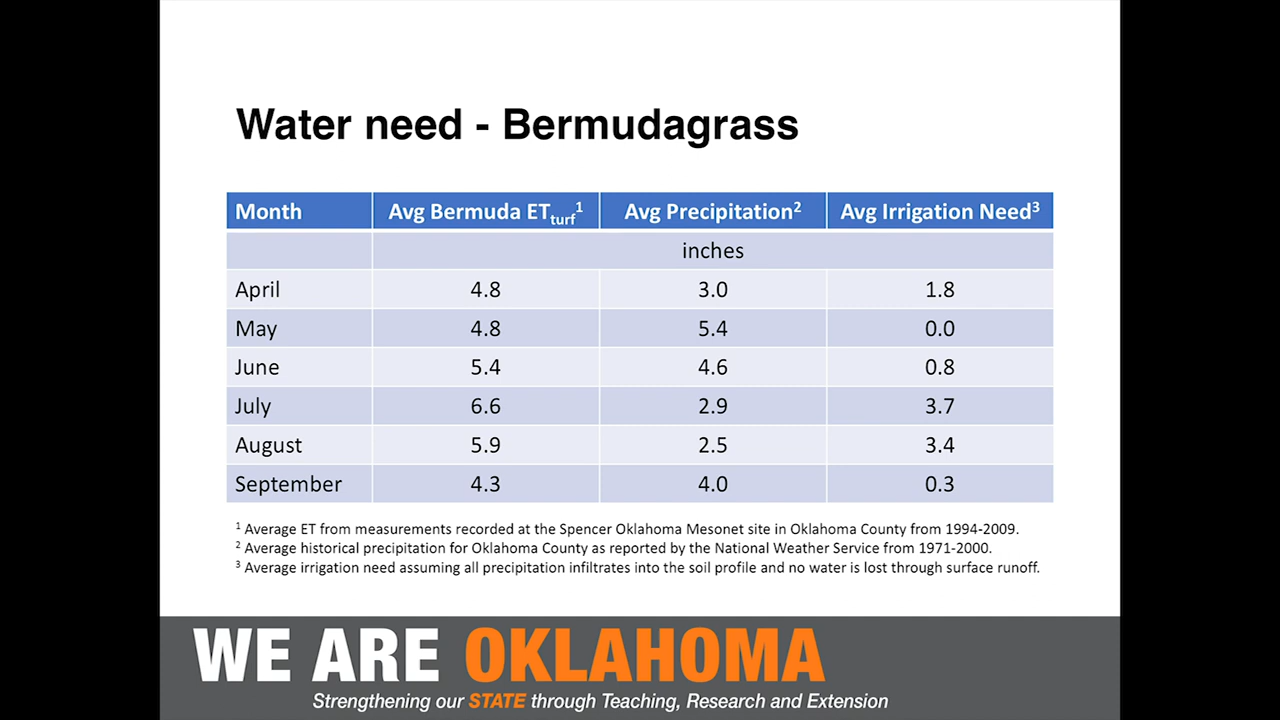 Water need - Bermudagrass
Month Avg Bermuda ETturf1 Avg Precipitation2 Avg Irrigation Need3
inches
April 4.8 3.0 1.8
May 4.8 5.4 0.0
June 5.4 4.6 0.8
July 6.6 2.9 3.7
August 5.9 2.5 3.4
September 4.3 4.0 0.3
1 Average ET from measurements recorded at the Spencer Oklahoma Mesonet site in Oklahoma County from 1994-2009.
2 Average historical precipitation for Oklahoma County as reported by the National Weather Service from 1971-2000.
3 Average irrigation need assuming all precipitation infiltrates into the soil profile and no water is lost through surface runoff.
WE ARE OKLAHOMA
Strengthening our STATE through Teaching, Research and Extension